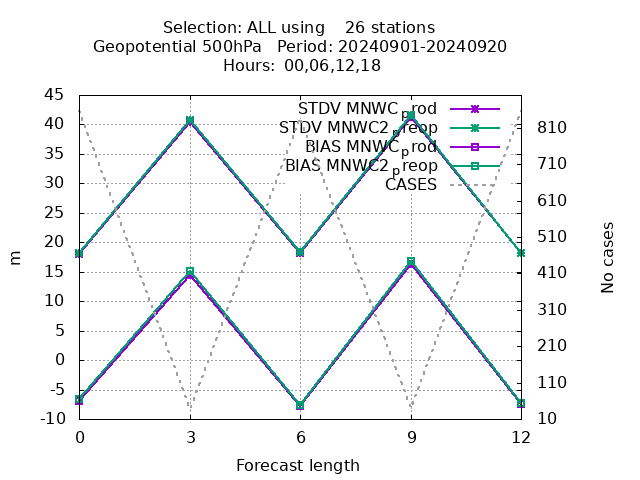 Selection: ALL using    26 stations
Geopotential 500hPa   Period: 20240901-20240920
Hours: 00,06,12,18
STDV MNWC_prod
STDV MNWC2_preop
BIAS MNWC_prod
BIAS MNWC2_preop
CASES
45
40
35
30
25
20
15
10
5
0
-5
-10
m
810
710
610
510
410
310
210
110
10
No cases
0 3 6 9 12
Forecast length